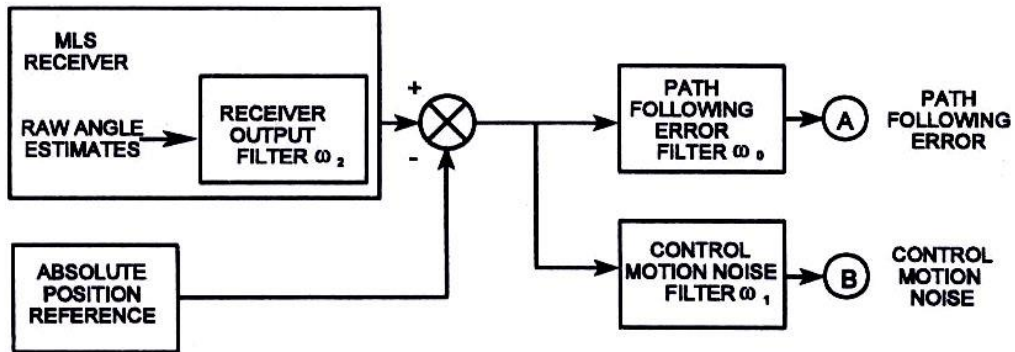 MLS
RECEIVER
RAW ANGLE
ESTIMATES
RECEIVER
OUTPUT
FILTER ω₂
+
-
ABSOLUTE
POSITION
REFERENCE
PATH
FOLLOWING
ERROR
FILTER ω₀
A
PATH
FOLLOWING
ERROR
CONTROL
MOTION NOISE
FILTER ω₁
B
CONTROL
MOTION
NOISE